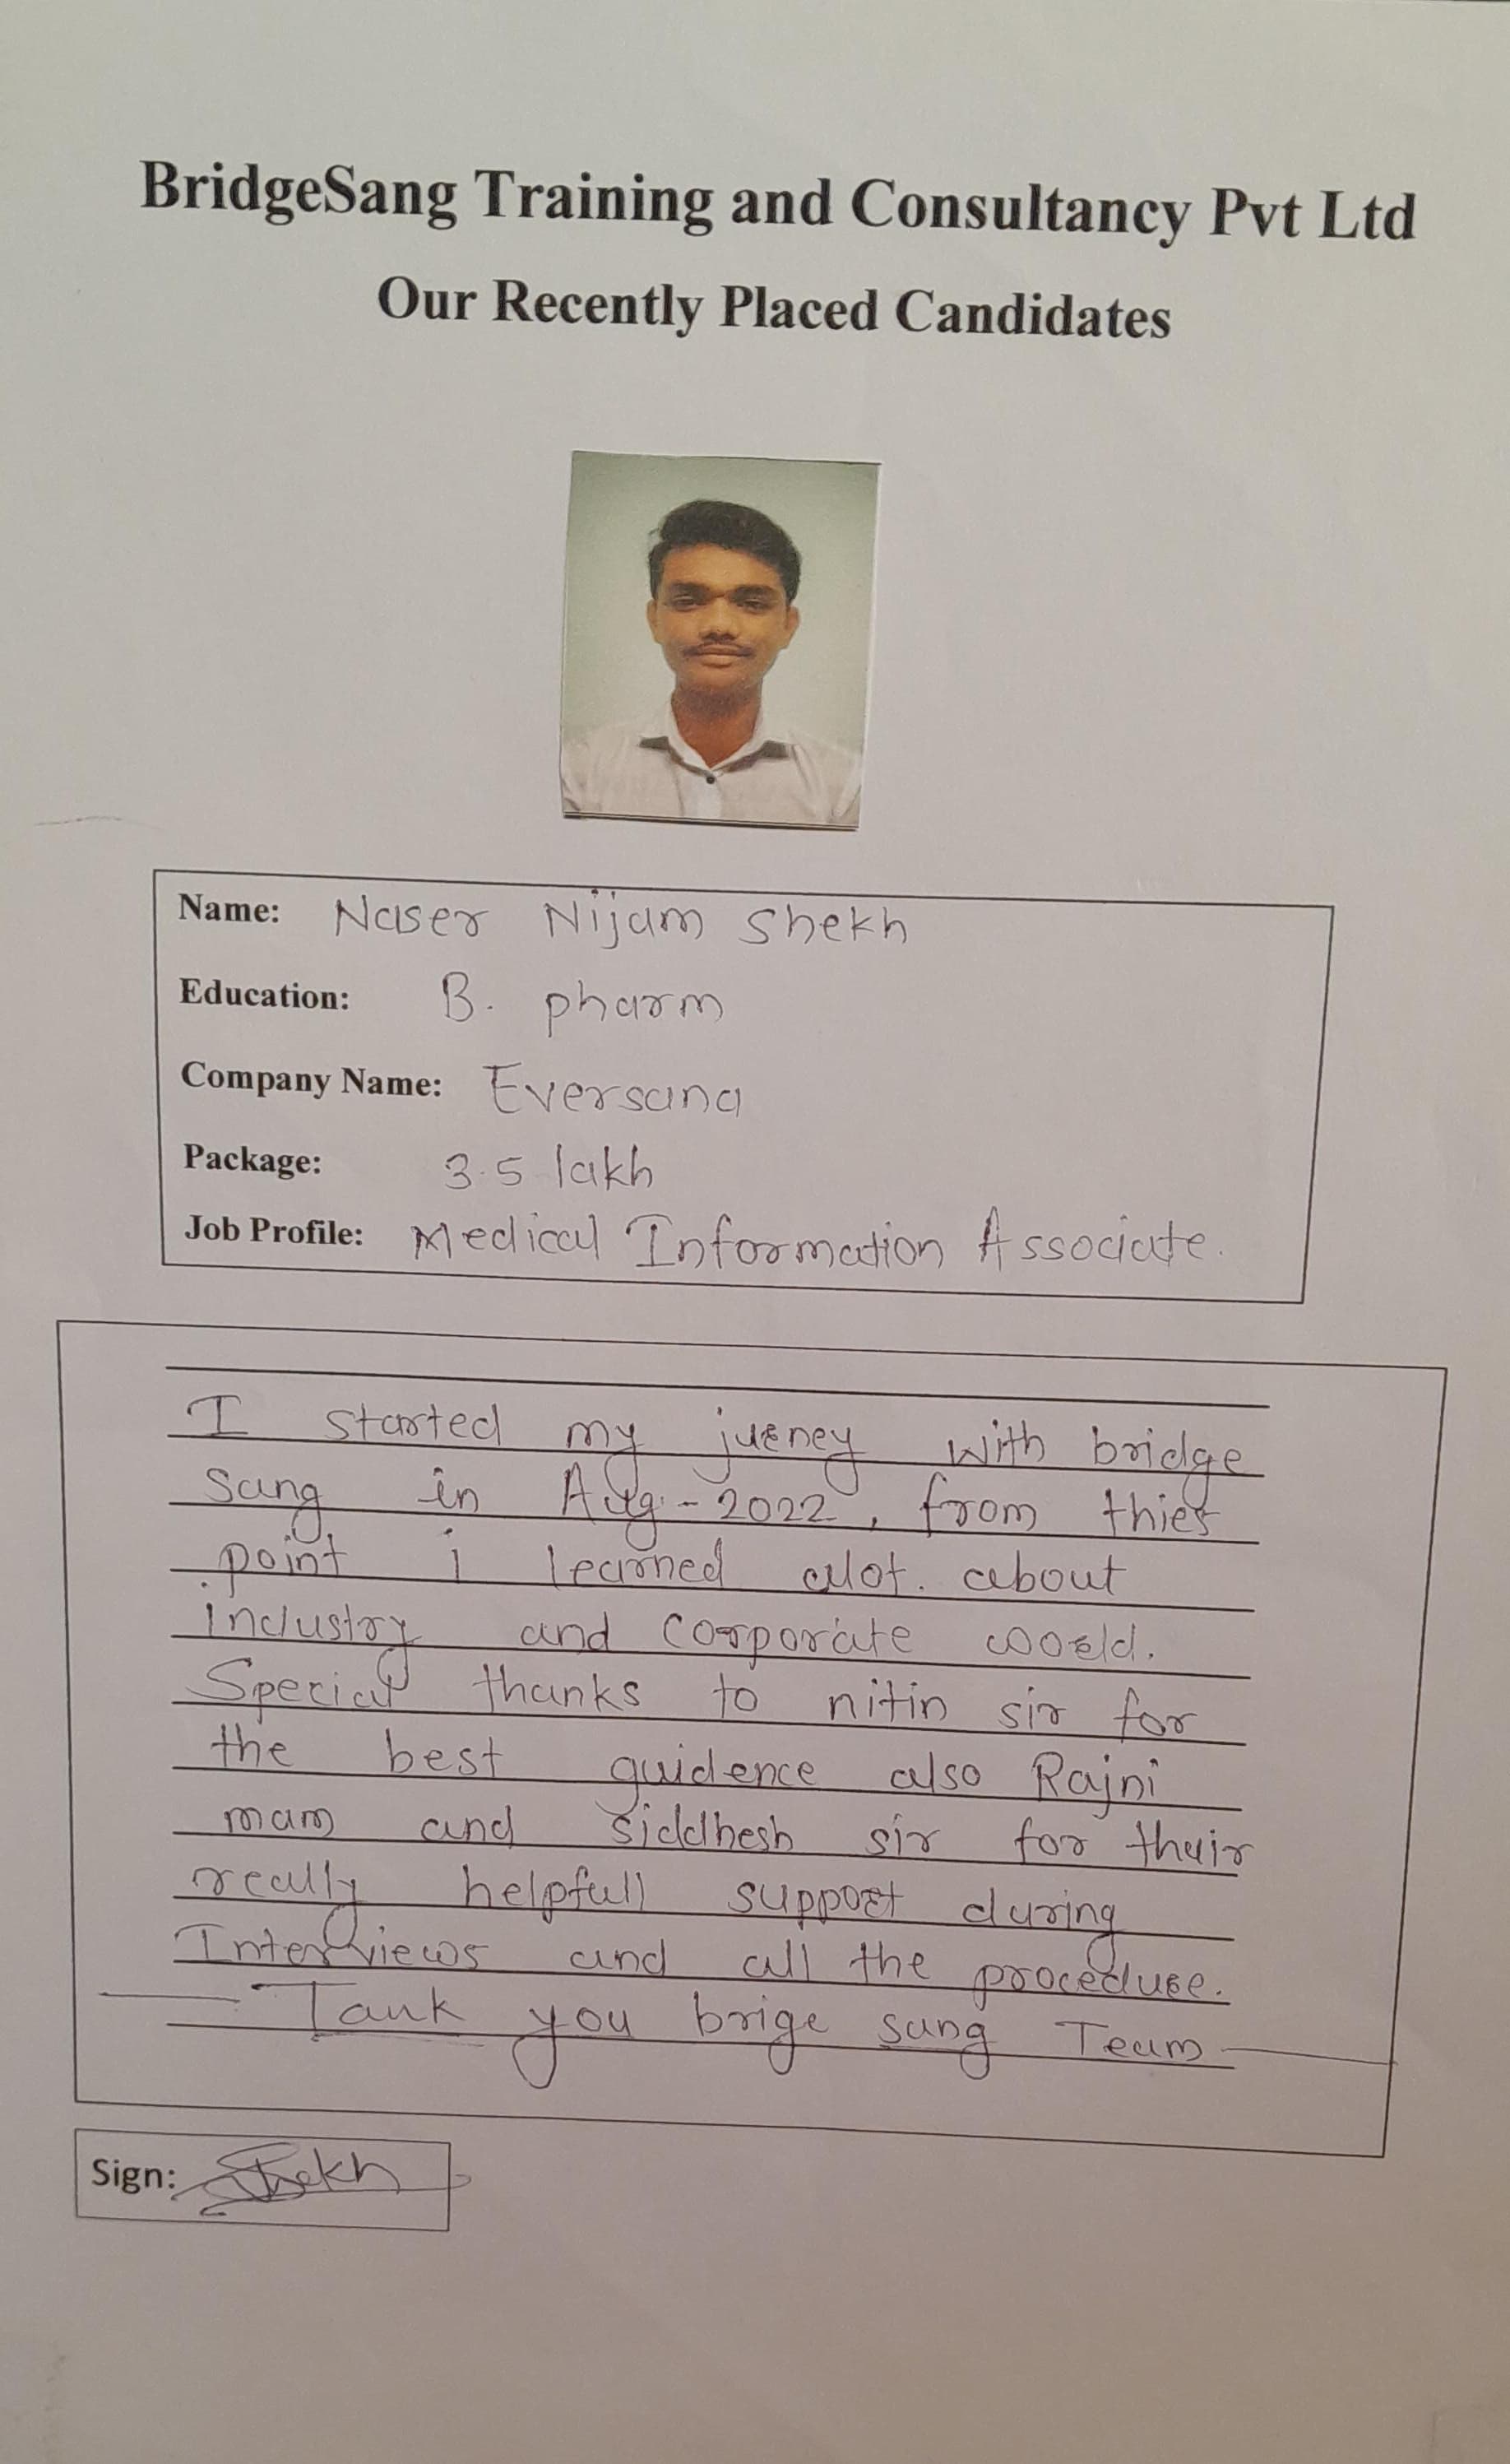 BridgeSang Training and Consultancy Pvt Ltd
Our Recently Placed Candidates
Name: Naser Nijam Shekh
Education: B. pharm
Company Name: Eversana
Package: 3.5 lakh
Job Profile: Medical Information Associate.
I started my jurney with bridge
sang in Aug-2022, from thies
point i learned alot. about
industry and corporate world.
Special thanks to nitin sir for
the best guidence also Rajni
mam and siddhesh sir for their
really helpfull support during
Interviews and all the procedure.
Tank you brige sang Team
Sign: Shekh